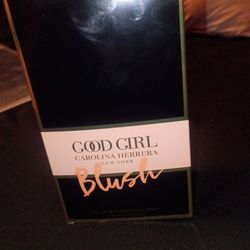 GOOD GIRL
CAROLINA HERRERA
NEW YORK
Blush